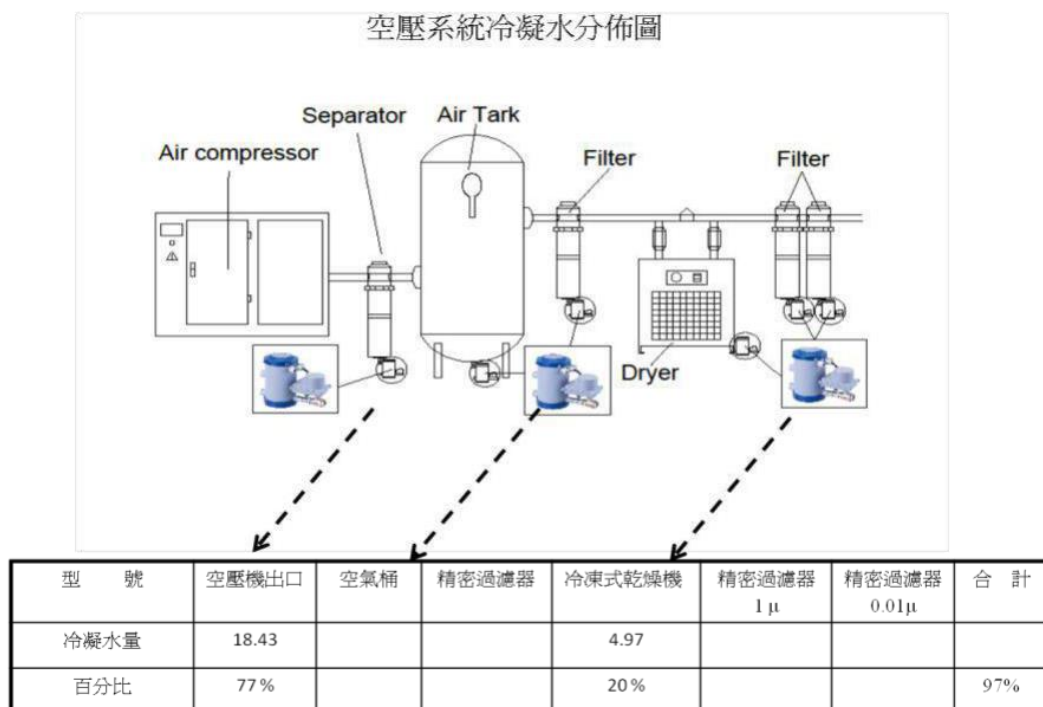 空壓系統冷凝水分佈圖
Separator
Air Tark
Air compressor
Filter
Filter
Dryer
型 號 空壓機出口 空氣桶 精密過濾器 冷凍式乾燥機 精密過濾器 1μ 精密過濾器 0.01μ 合 計
冷凝水量 18.43 4.97
百分比 77% 20% 97%